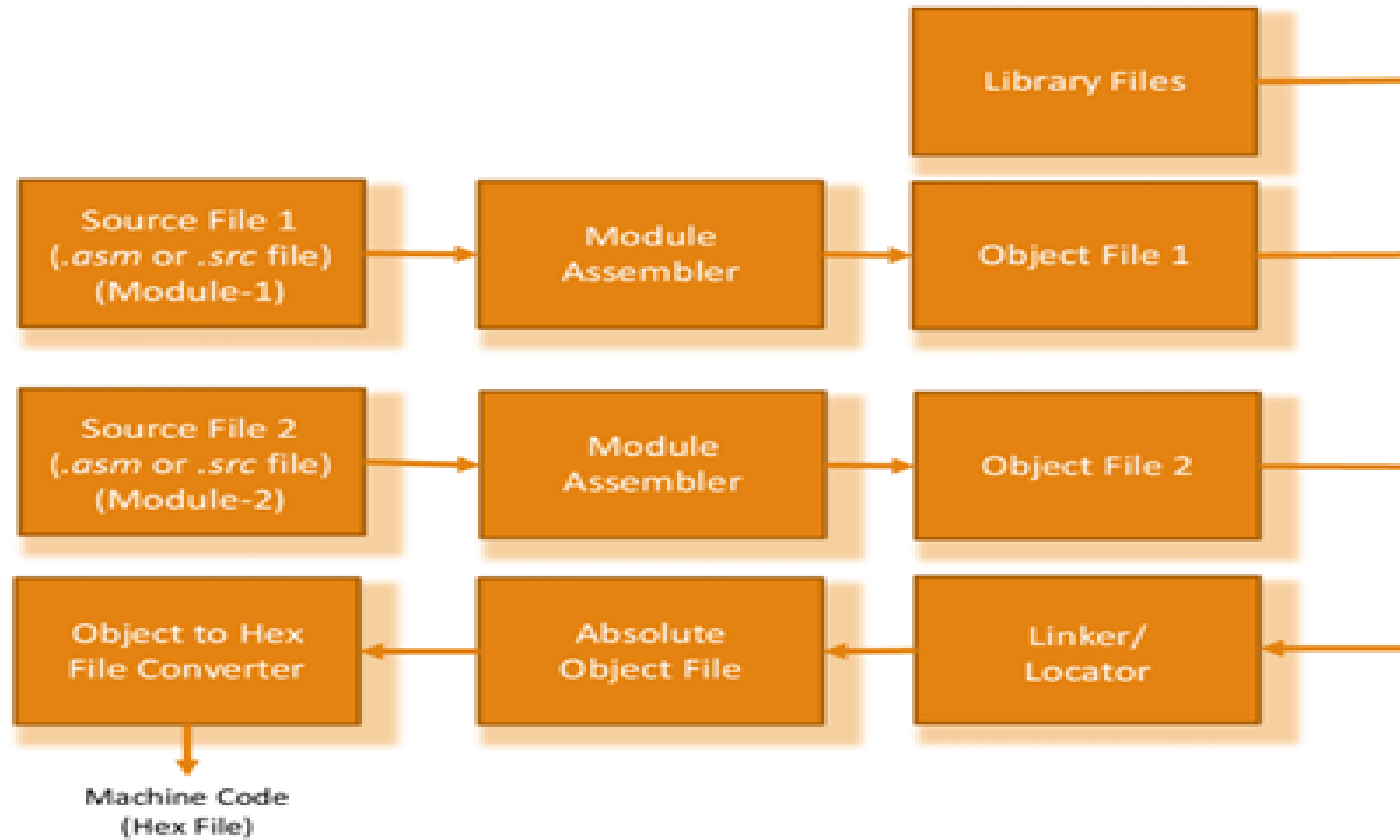 Library Files
Source File 1
(.asm or .src file)
(Module-1)
Module
Assembler
Object File 1
Source File 2
(.asm or .src file)
(Module-2)
Module
Assembler
Object File 2
Object to Hex
File Converter
Absolute
Object File
Linker/
Locator
Machine Code
(Hex File)